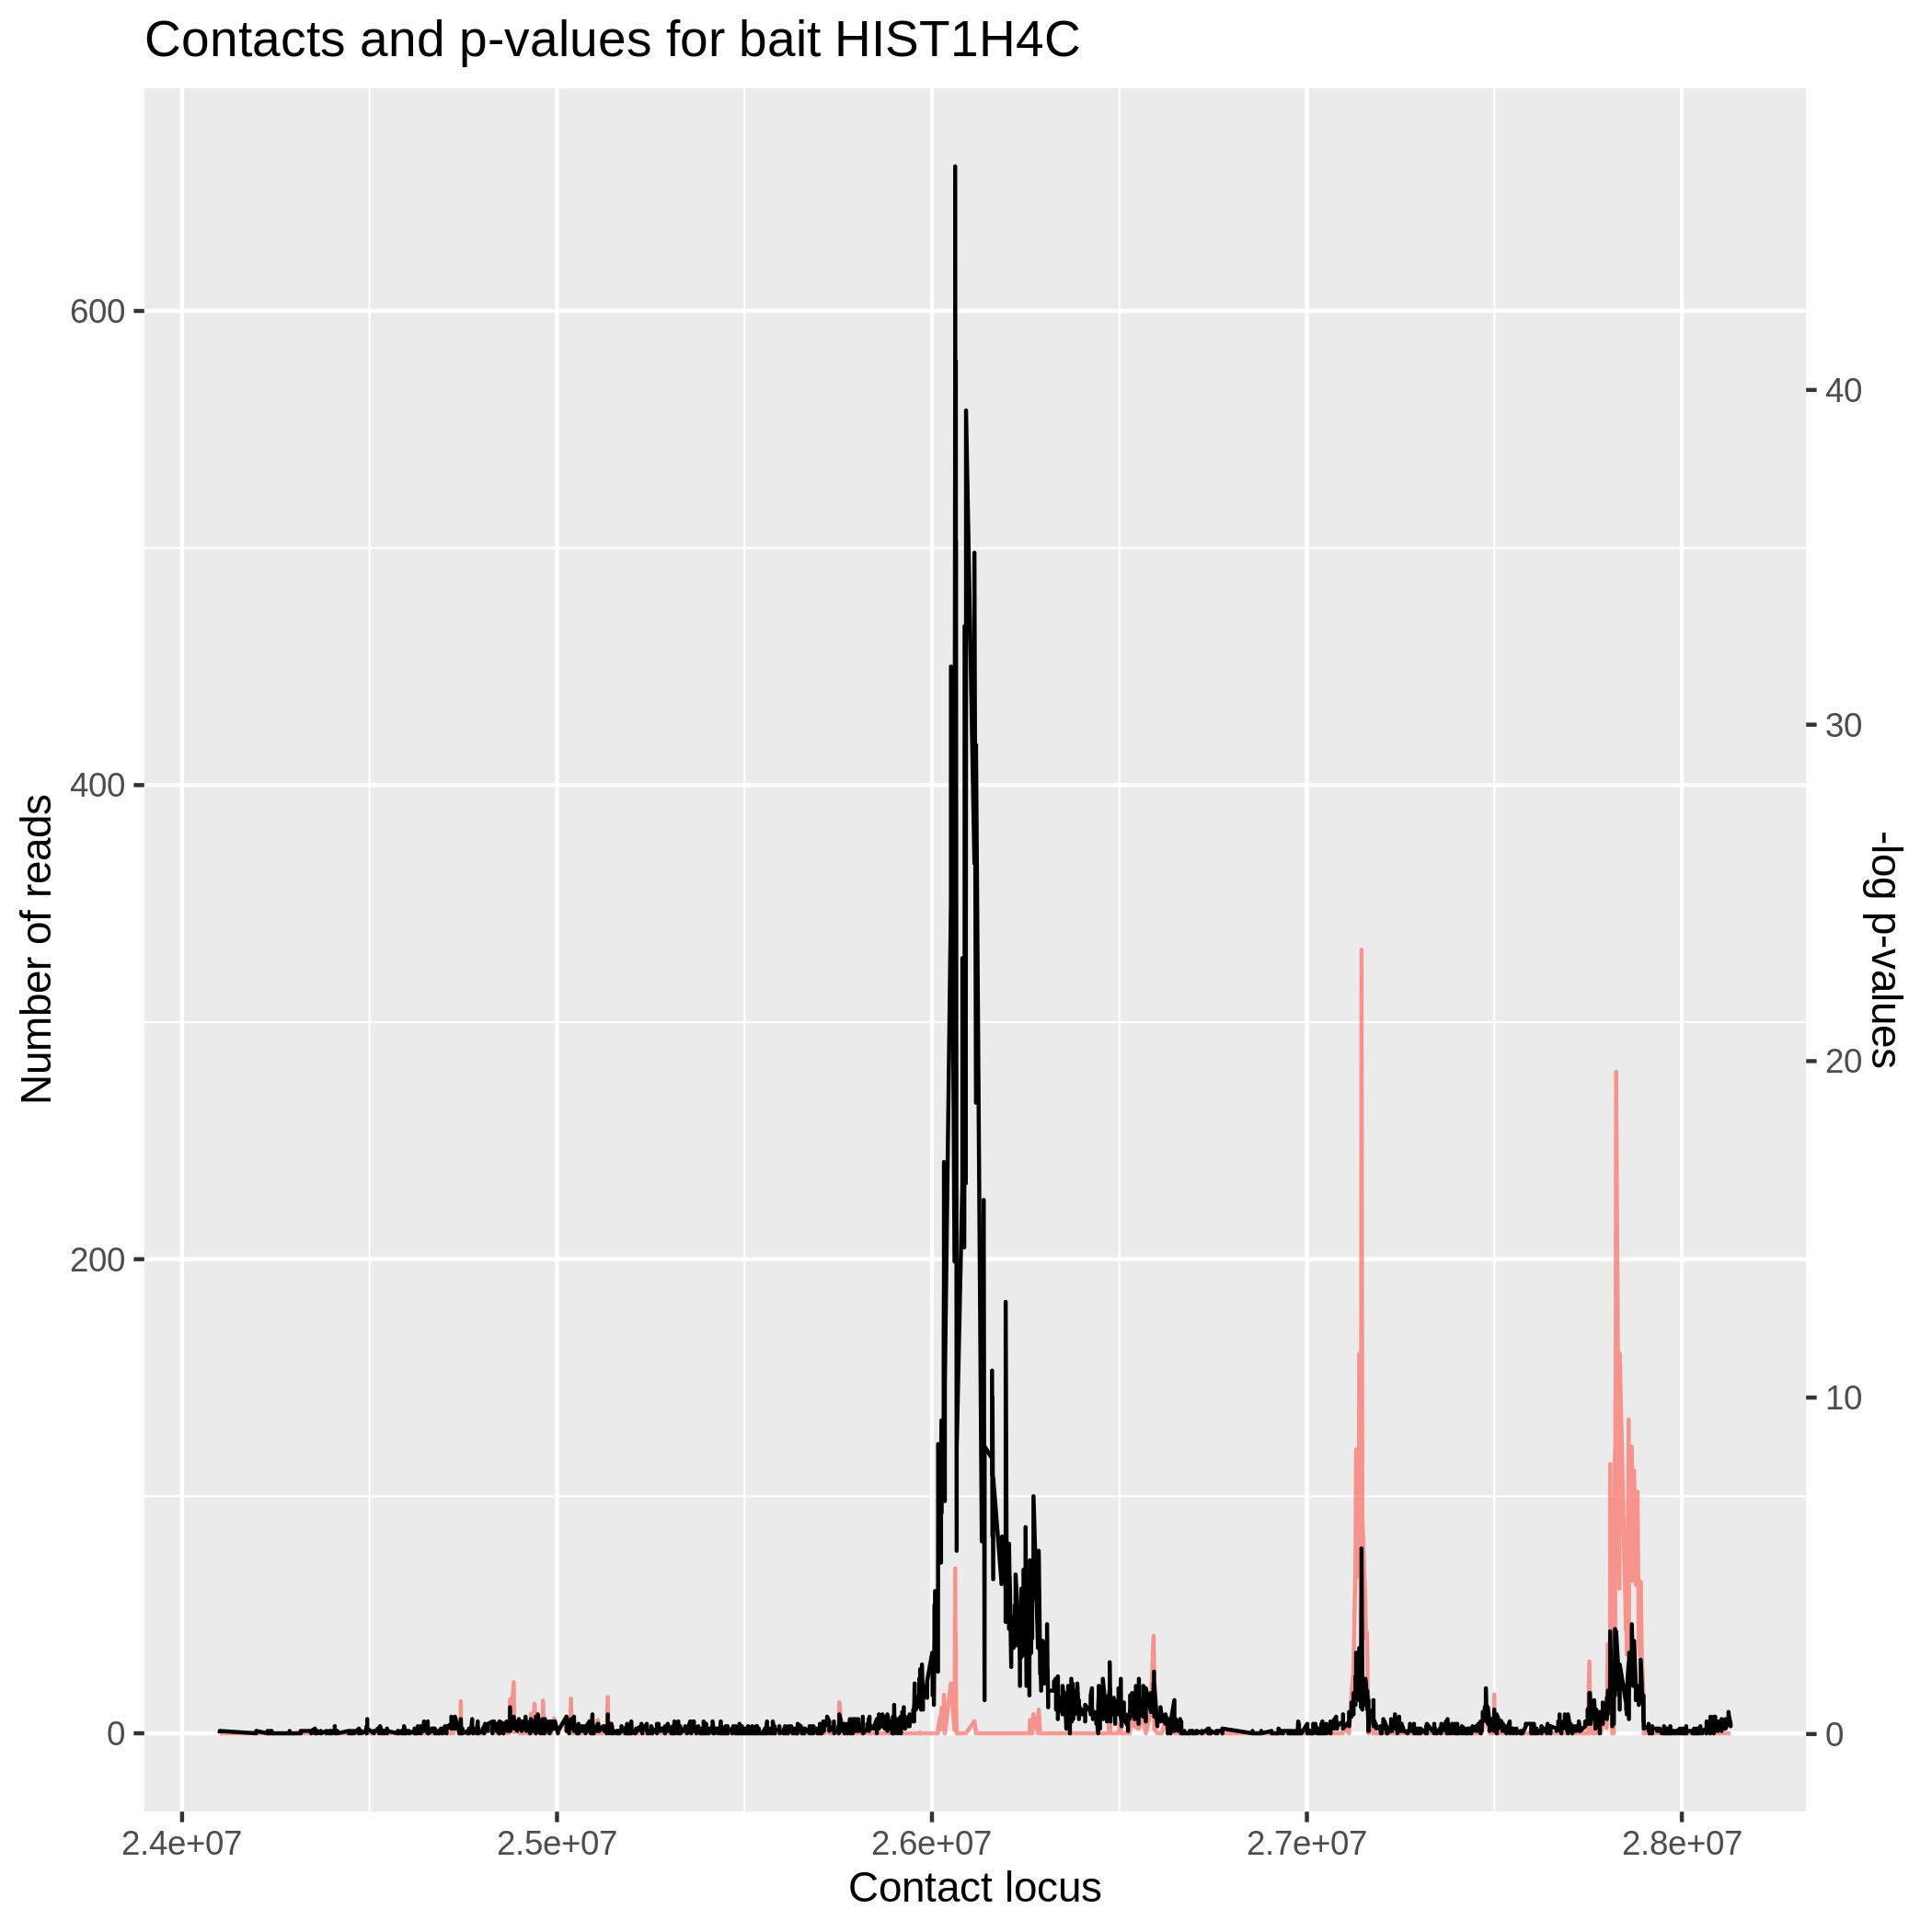 Contacts and p-values for bait HIST1H4C
600
400
200
0
Number of reads
40
30
20
10
0
-log p-values
2.4e+07
2.5e+07
2.6e+07
2.7e+07
2.8e+07
Contact locus